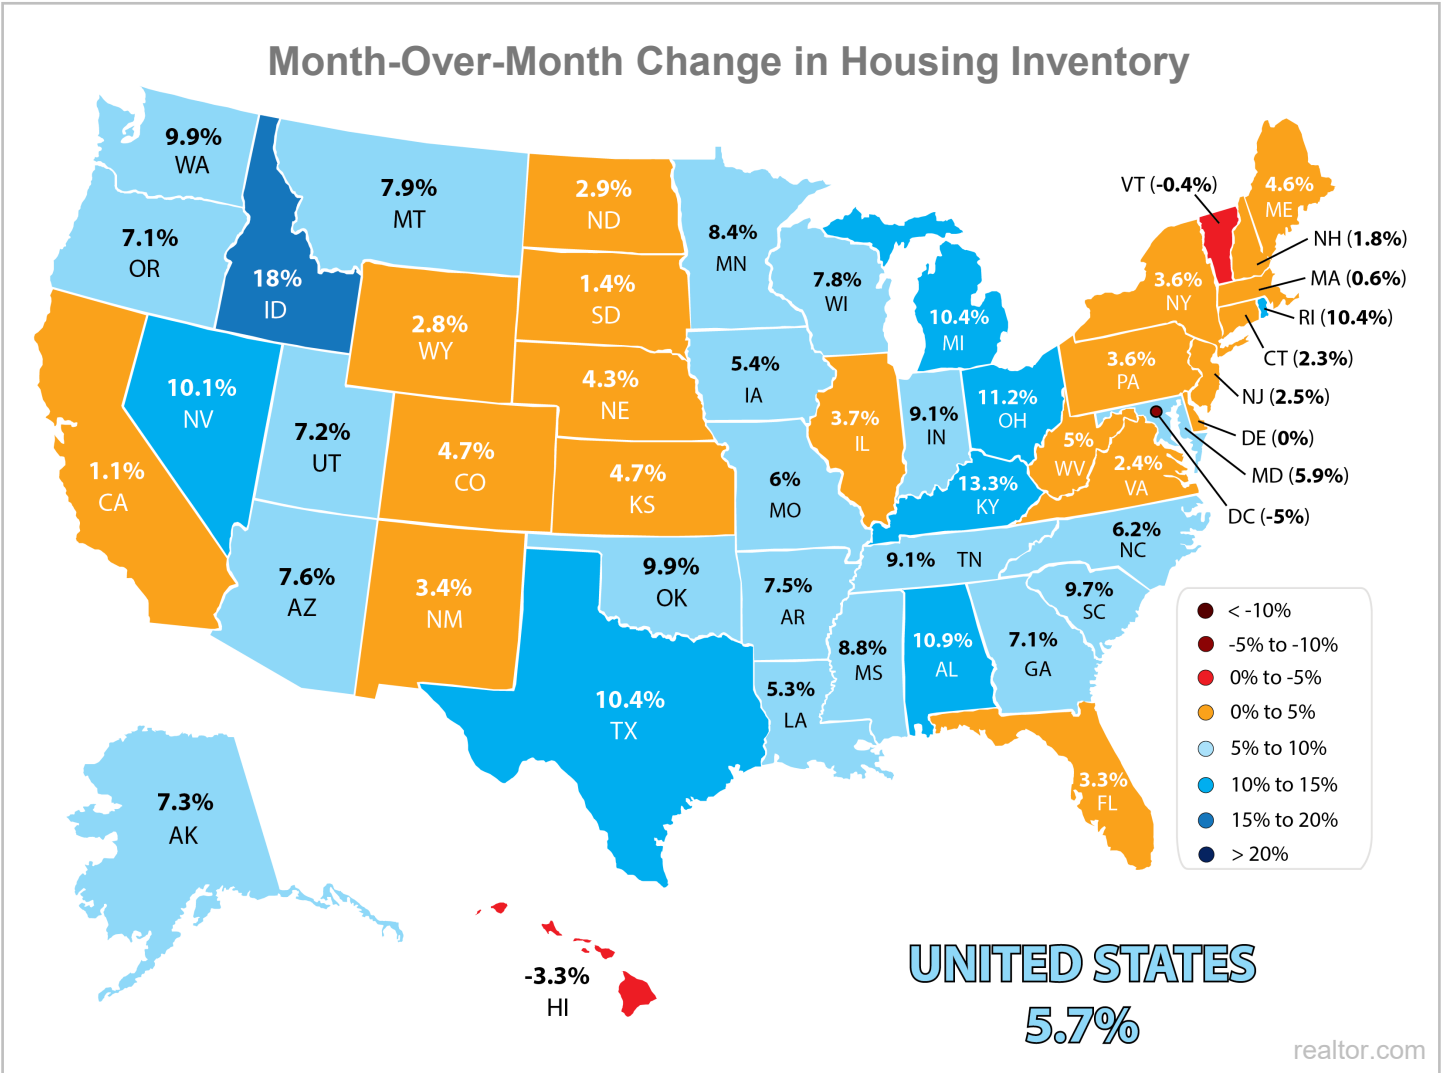 Month-Over-Month Change in Housing Inventory
9.9%
WA
7.1%
OR
18%
ID
7.9%
MT
2.9%
ND
8.4%
MN
7.8%
WI
10.4%
MI
VT (-0.4%)
4.6%
ME
NH (1.8%)
MA (0.6%)
RI (10.4%)
CT (2.3%)
NJ (2.5%)
DE (0%)
MD (5.9%)
DC (-5%)
3.6%
NY
3.6%
PA
1.4%
SD
2.8%
WY
4.3%
NE
5.4%
IA
3.7%
IL
9.1%
IN
11.2%
OH
5%
WV
2.4%
VA
10.1%
NV
7.2%
UT
1.1%
CA
4.7%
CO
4.7%
KS
6%
MO
13.3%
KY
9.1% TN
6.2%
NC
9.7%
SC
7.6%
AZ
3.4%
NM
9.9%
OK
7.5%
AR
8.8%
MS
10.9%
AL
7.1%
GA
10.4%
TX
5.3%
LA
3.3%
FL
7.3%
AK
-3.3%
HI
< -10%
-5% to -10%
0% to -5%
0% to 5%
5% to 10%
10% to 15%
15% to 20%
> 20%
UNITED STATES
5.7%
realtor.com